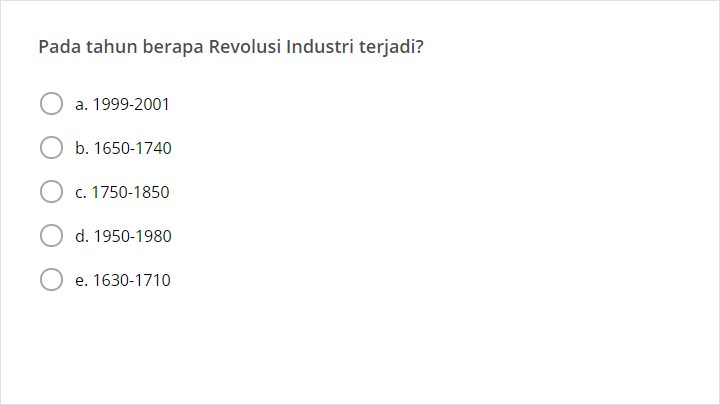 Pada tahun berapa Revolusi Industri terjadi?
a. 1999-2001
b. 1650-1740
c. 1750-1850
d. 1950-1980
e. 1630-1710